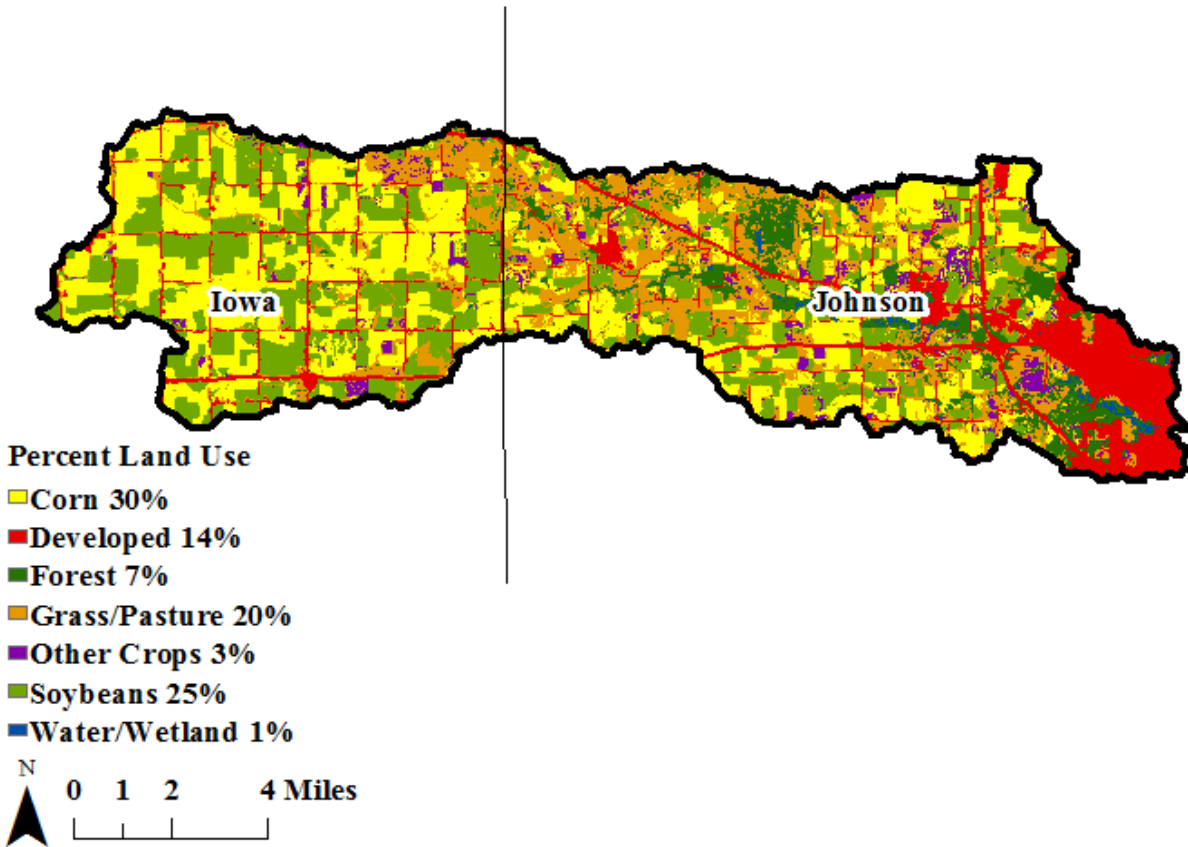 Iowa
Johnson
Percent Land Use
Corn 30%
Developed 14%
Forest 7%
Grass/Pasture 20%
Other Crops 3%
Soybeans 25%
Water/Wetland 1%
N
0 1 2 4 Miles